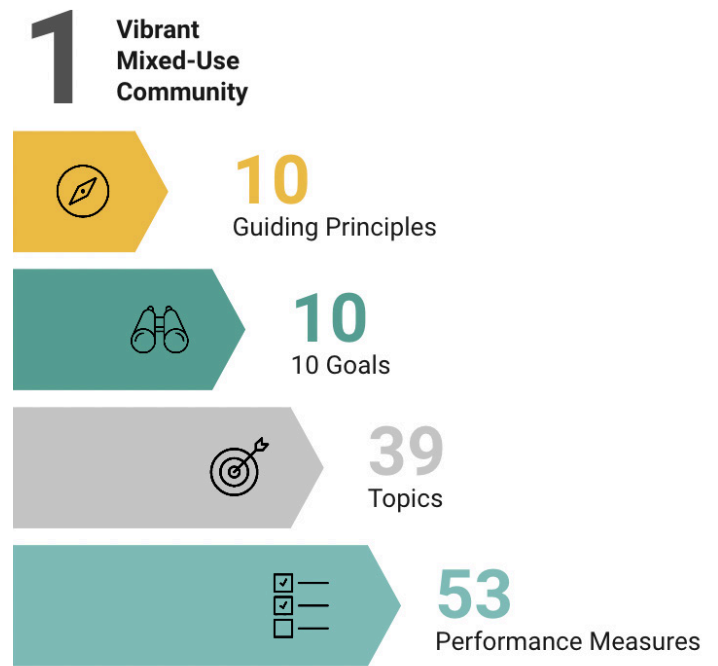 1
Vibrant
Mixed-Use
Community
10
Guiding Principles
10
10 Goals
39
Topics
53
Performance Measures